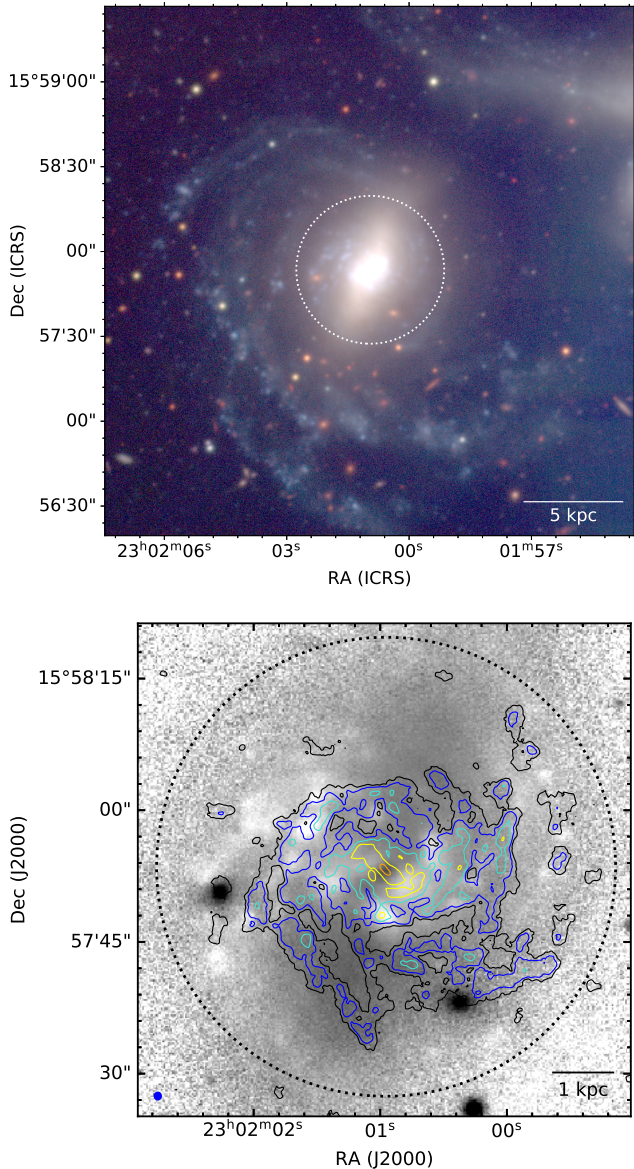 15°59'00"
58'30"
00"
57'30"
00"
56'30"
Dec (ICRS)
5 kpc
23ʰ02ᵐ06ˢ 03ˢ 00ˢ 01ᵐ57ˢ
RA (ICRS)
15°58'15"
00"
57'45"
30"
Dec (J2000)
1 kpc
23ʰ02ᵐ02ˢ 01ˢ 00ˢ
RA (J2000)